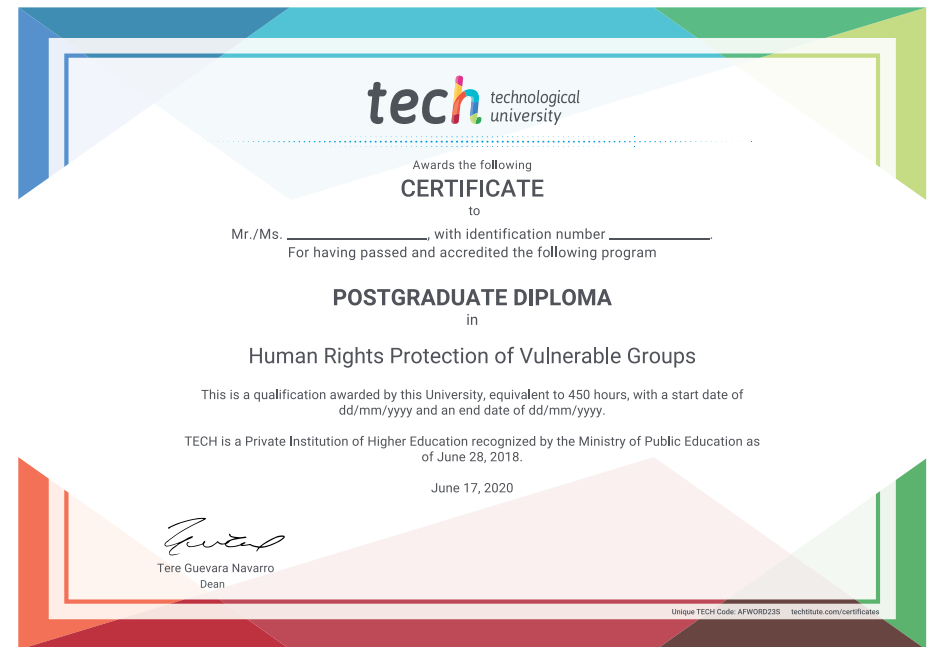 tech technological
university
Awards the following
CERTIFICATE
to
Mr./Ms. ____________________, with identification number ______________.
For having passed and accredited the following program
POSTGRADUATE DIPLOMA
in
Human Rights Protection of Vulnerable Groups
This is a qualification awarded by this University, equivalent to 450 hours, with a start date of
dd/mm/yyyy and an end date of dd/mm/yyyy.
TECH is a Private Institution of Higher Education recognized by the Ministry of Public Education as
of June 28, 2018.
June 17, 2020
Tere Guevara Navarro
Dean
Unique TECH Code: AFWORD23S techtitute.com/certificates